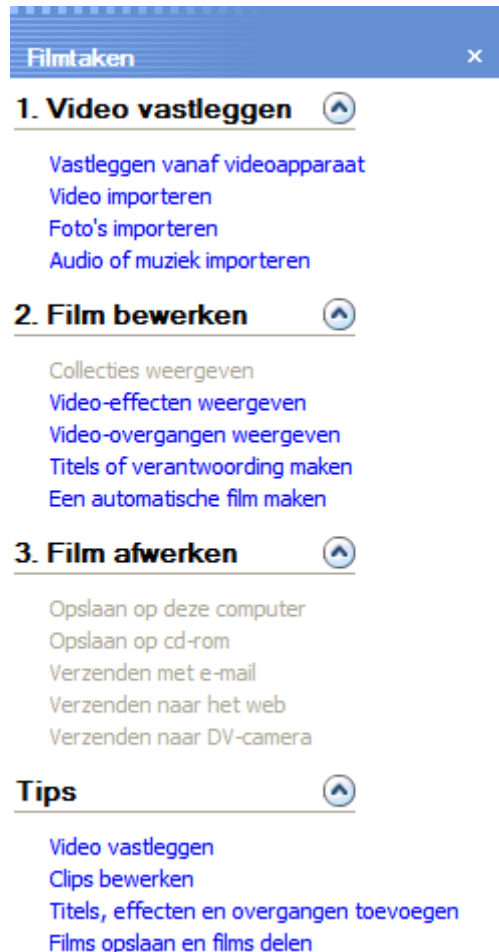 Filmtaken
1. Video vastleggen
Vastleggen vanaf videoapparaat
Video importeren
Foto's importeren
Audio of muziek importeren
2. Film bewerken
Collecties weergeven
Video-effecten weergeven
Video-overgangen weergeven
Titels of verantwoording maken
Een automatische film maken
3. Film afwerken
Opslaan op deze computer
Opslaan op cd-rom
Verzenden met e-mail
Verzenden naar het web
Verzenden naar DV-camera
Tips
Video vastleggen
Clips bewerken
Titels, effecten en overgangen toevoegen
Films opslaan en films delen